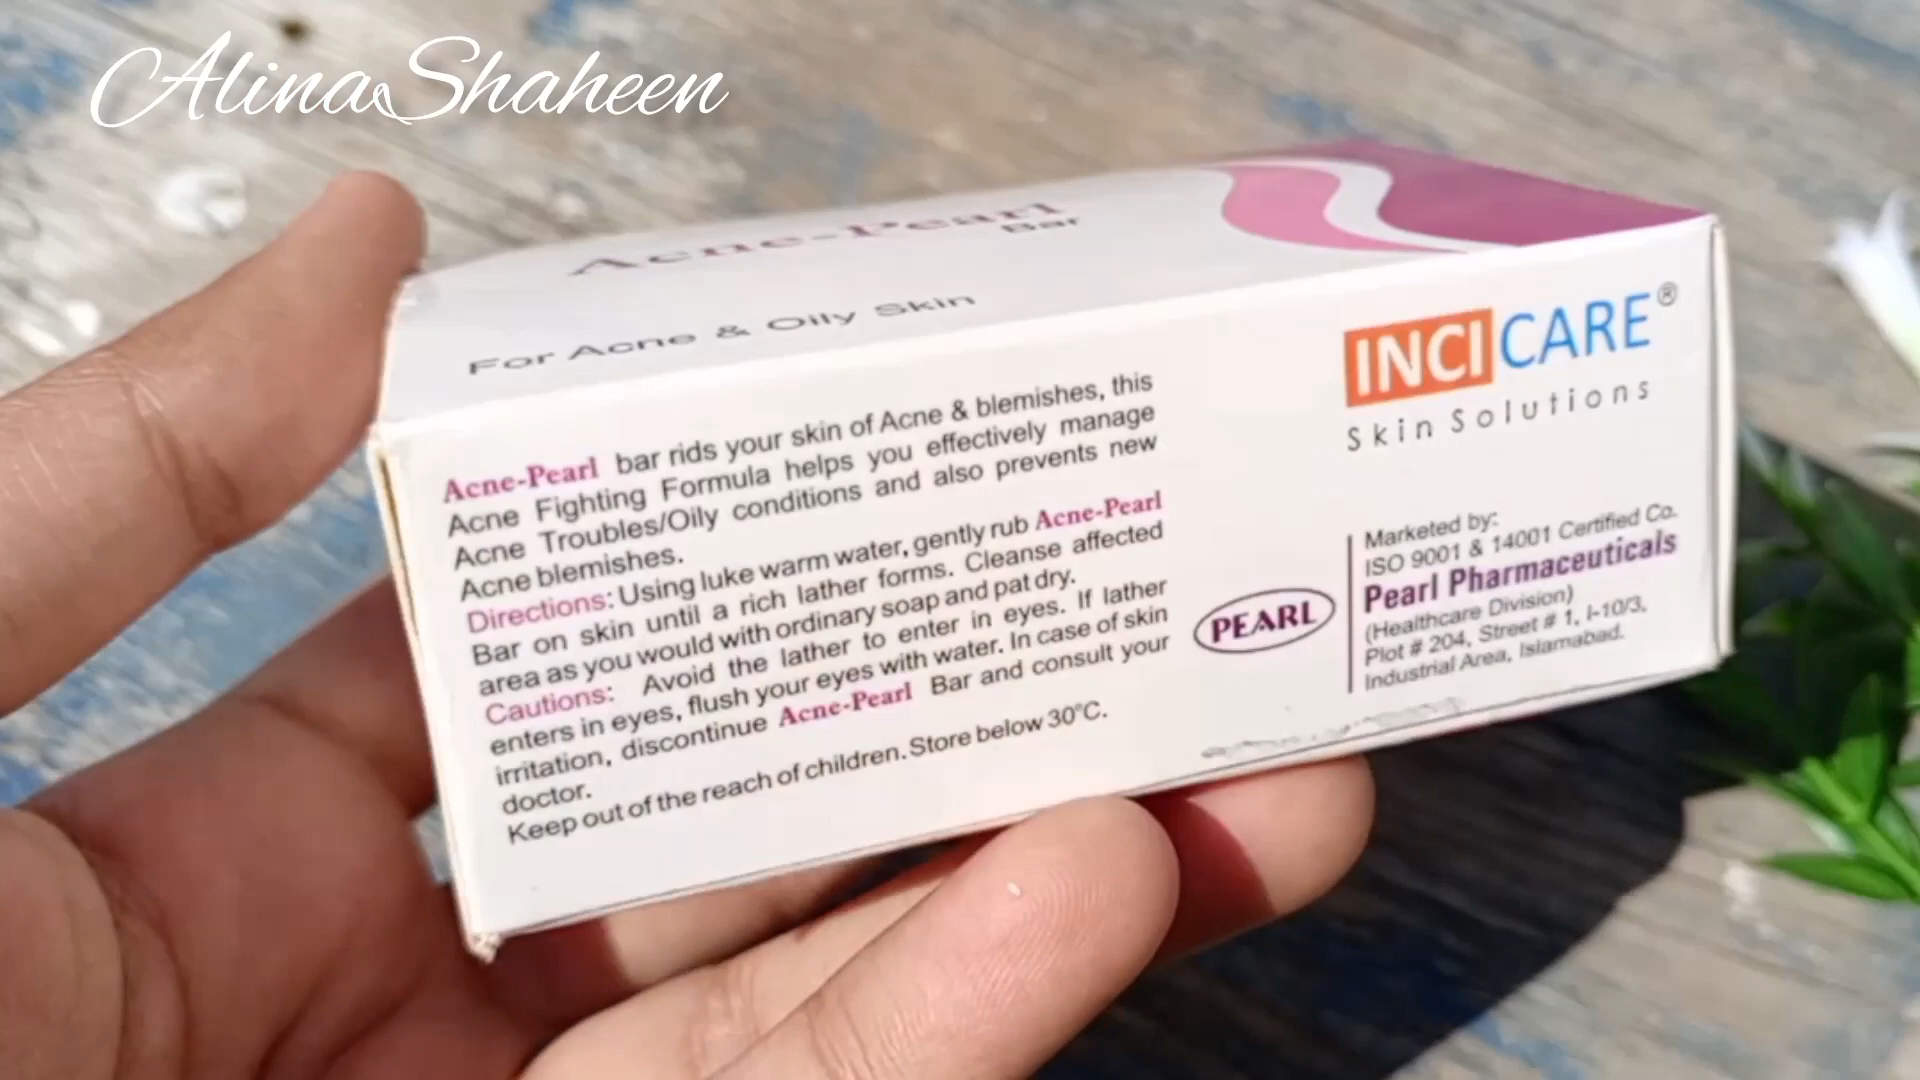 AlinaShaheen
Acne-Pearl
Bar
For Acne & Oily Skin
Acne-Pearl bar rids your skin of Acne & blemishes, this
Acne Fighting Formula helps you effectively manage
Acne Troubles/Oily conditions and also prevents new
Acne blemishes.
Directions: Using luke warm water, gently rub Acne-Pearl
Bar on skin until a rich lather forms. Cleanse affected
area as you would with ordinary soap and pat dry.
Cautions: Avoid the lather to enter in eyes. If lather
enters in eyes, flush your eyes with water. In case of skin
irritation, discontinue Acne-Pearl Bar and consult your
doctor.
Keep out of the reach of children. Store below 30°C.
INCICARE®
Skin Solutions
PEARL
Marketed by:
ISO 9001 & 14001 Certified Co.
Pearl Pharmaceuticals
(Healthcare Division)
Plot # 204, Street # 1, I-10/3,
Industrial Area, Islamabad.